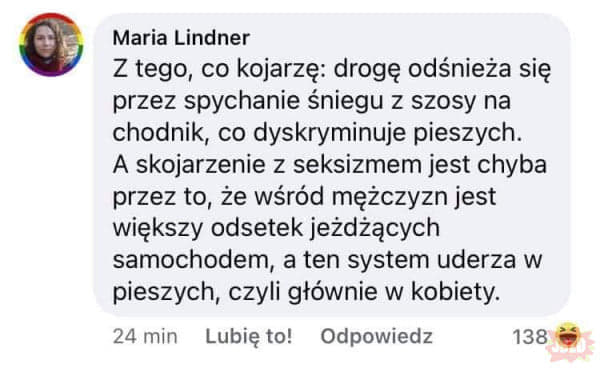 Maria Lindner
Z tego, co kojarzę: drogę odśnieża się
przez spychanie śniegu z szosy na
chodnik, co dyskryminuje pieszych.
A skojarzenie z seksizmem jest chyba
przez to, że wśród mężczyzn jest
większy odsetek jeżdżących
samochodem, a ten system uderza w
pieszych, czyli głównie w kobiety.
24 min Lubię to! Odpowiedz 138